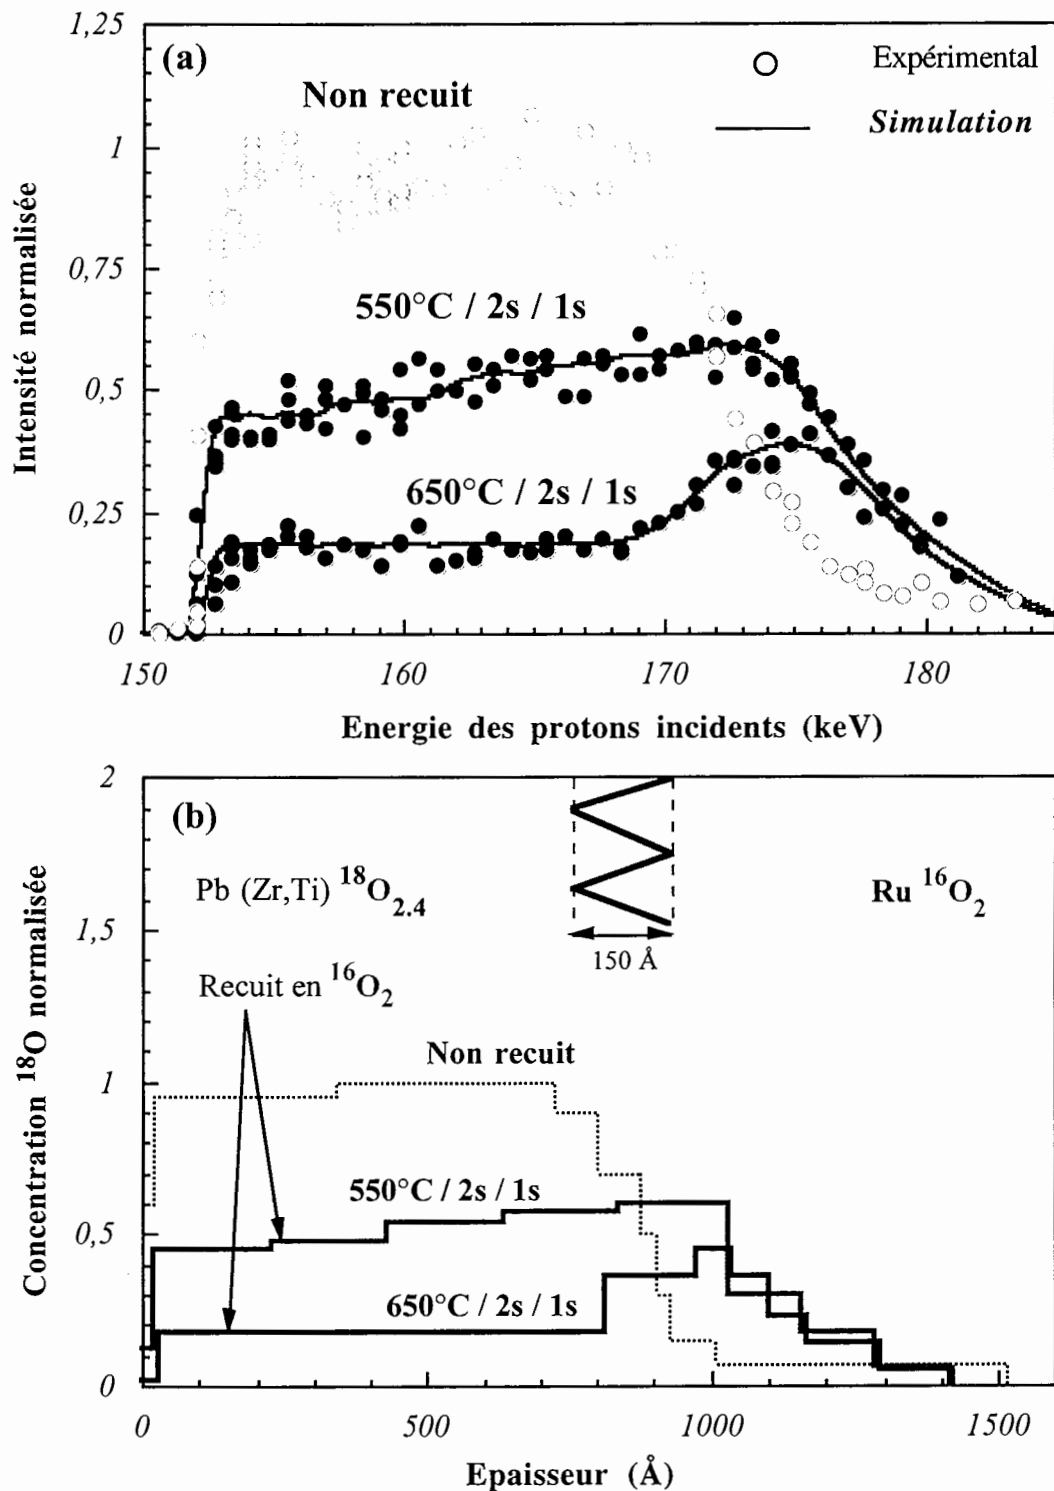 1,25
(a)
Expérimental
Non recuit
Simulation
1
Intensité normalisée
0,75
550°C / 2s / 1s
0,5
650°C / 2s / 1s
0,25
0
150 160 170 180
Energie des protons incidents (keV)
2
(b)
Pb (Zr,Ti) ¹⁸O₂.₄
Ru ¹⁶O₂
1,5
150 Å
Recuit en ¹⁶O₂
Concentration ¹⁸O normalisée
Non recuit
1
550°C / 2s / 1s
0,5
650°C / 2s / 1s
0
0 500 1000 1500
Epaisseur (Å)